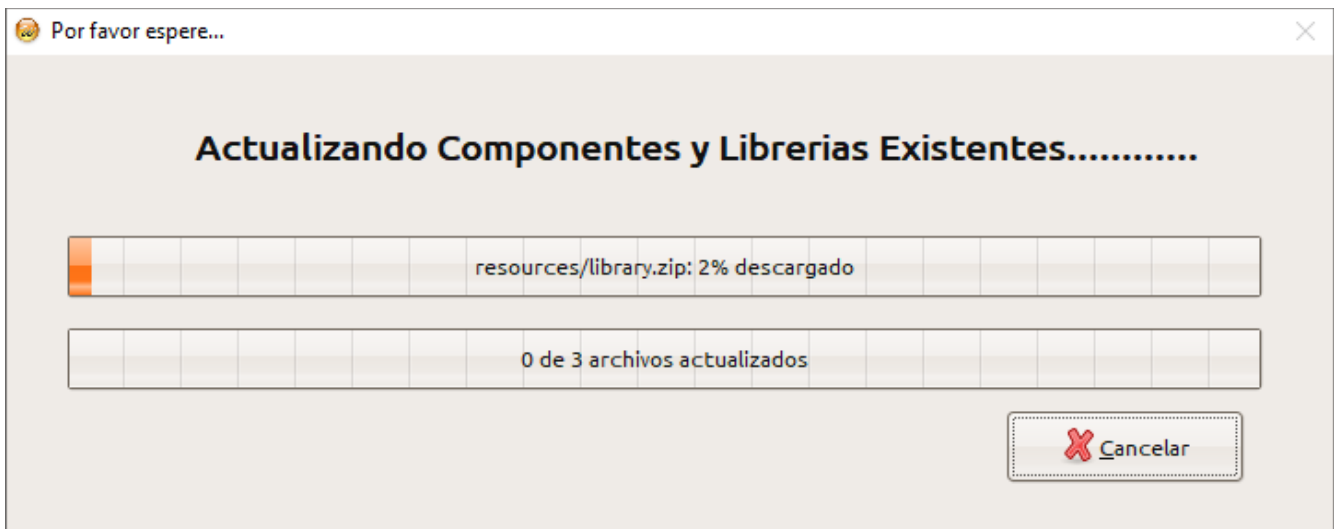 Por favor espere...
Actualizando Componentes y Librerias Existentes............
resources/library.zip: 2% descargado
0 de 3 archivos actualizados
Cancelar